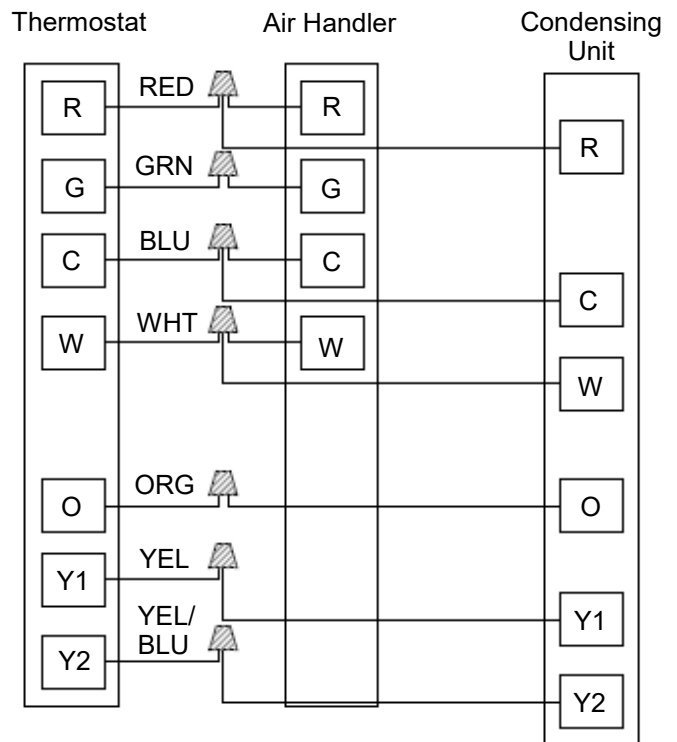 Thermostat
Air Handler
Condensing
Unit
RED
R
R
R
GRN
G
G
BLU
C
C
C
WHT
W
W
W
ORG
O
O
YEL
Y1
Y1
YEL/
BLU
Y2
Y2